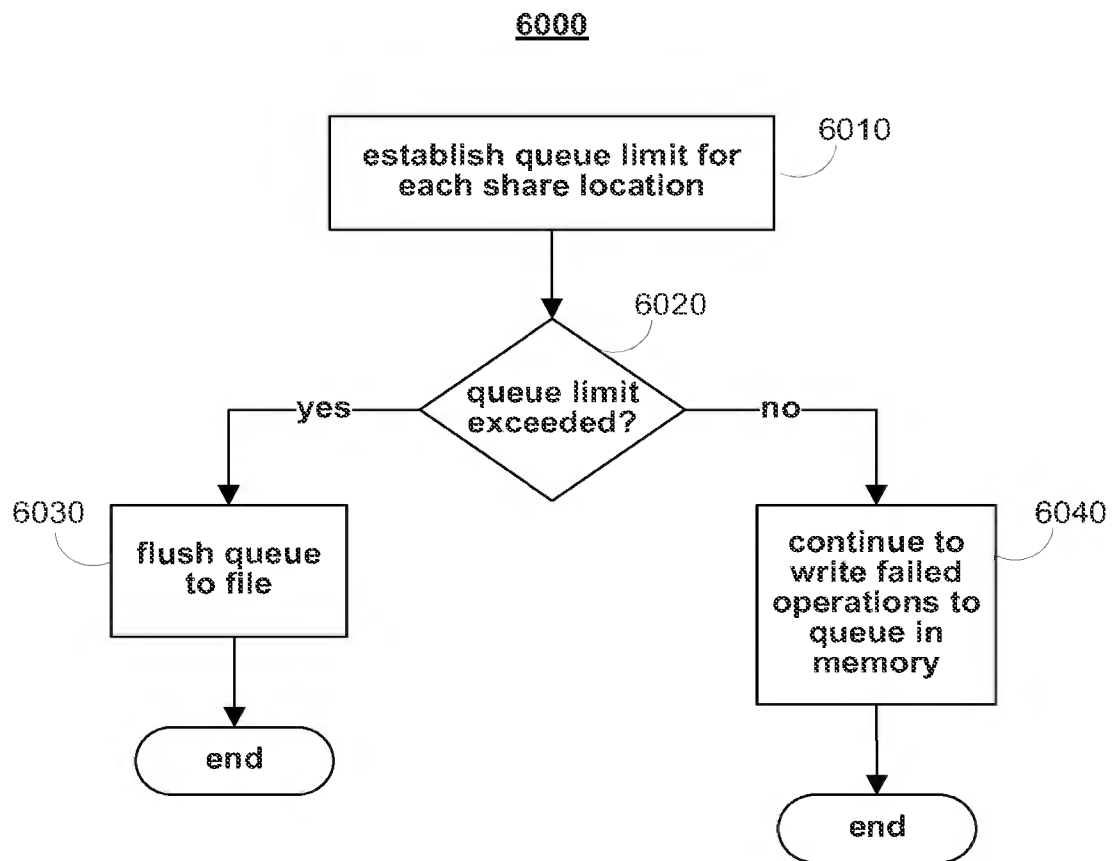 6000
establish queue limit for
each share location
6010
6020
queue limit
exceeded?
yes
no
6030
flush queue
to file
6040
continue to
write failed
operations to
queue in
memory
end
end